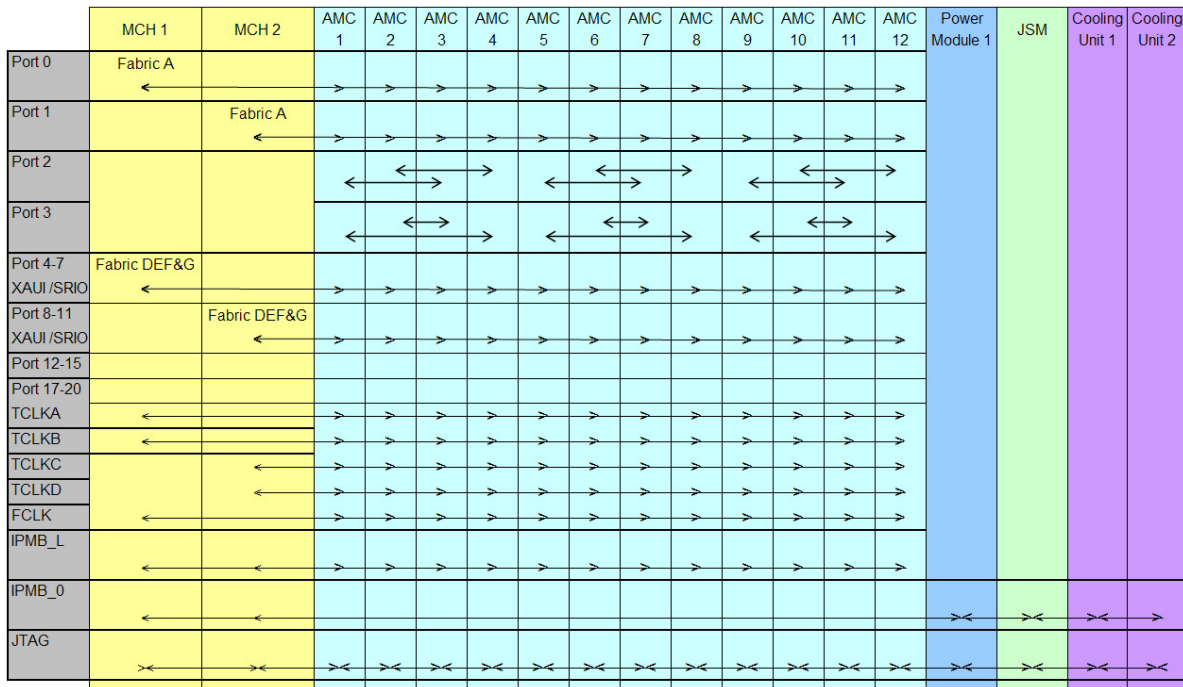 MCH 1 MCH 2 AMC 1 AMC 2 AMC 3 AMC 4 AMC 5 AMC 6 AMC 7 AMC 8 AMC 9 AMC 10 AMC 11 AMC 12 Power Module 1 JSM Cooling Unit 1 Cooling Unit 2
Port 0 Fabric A
Port 1 Fabric A
Port 2
Port 3
Port 4-7 Fabric DEF&G
XAUI/SRIO
Port 8-11 Fabric DEF&G
XAUI/SRIO
Port 12-15
Port 17-20
TCLKA
TCLKB
TCLKC
TCLKD
FCLK
IPMB_L
IPMB_0
JTAG